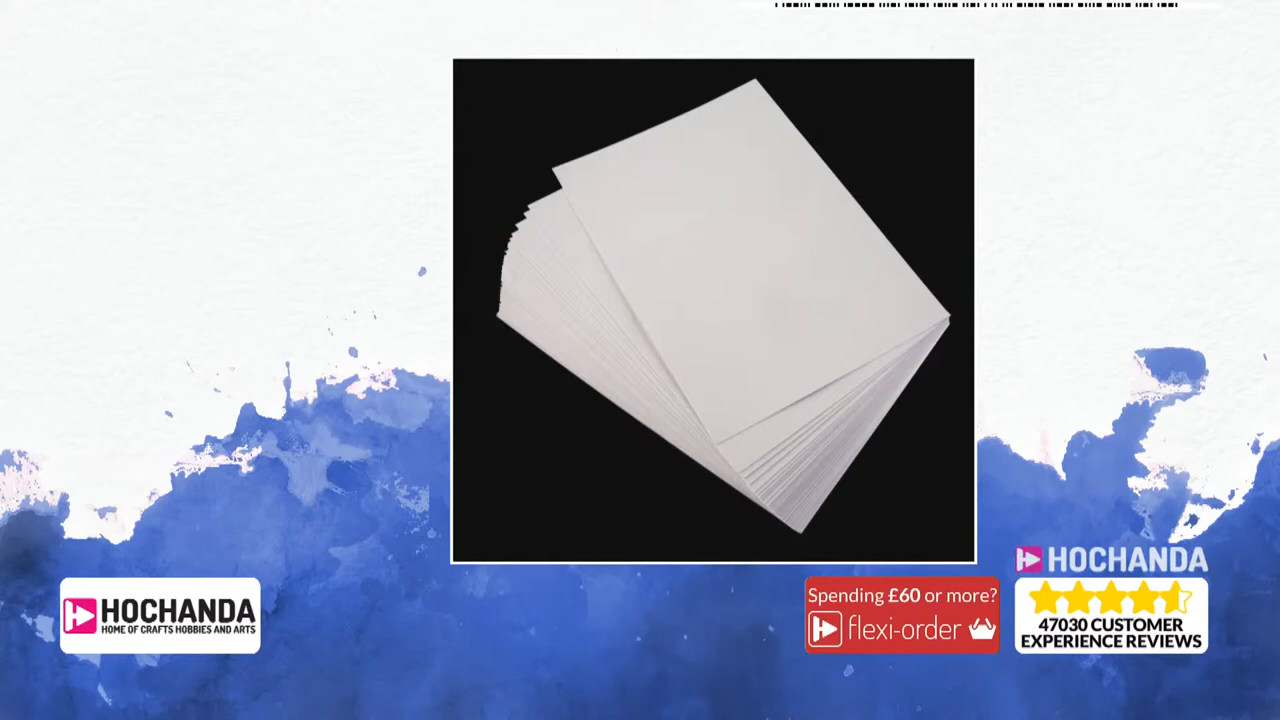 HOCHANDA
HOME OF CRAFTS HOBBIES AND ARTS
Spending £60 or more?
flexi-order
HOCHANDA
47030 CUSTOMER
EXPERIENCE REVIEWS